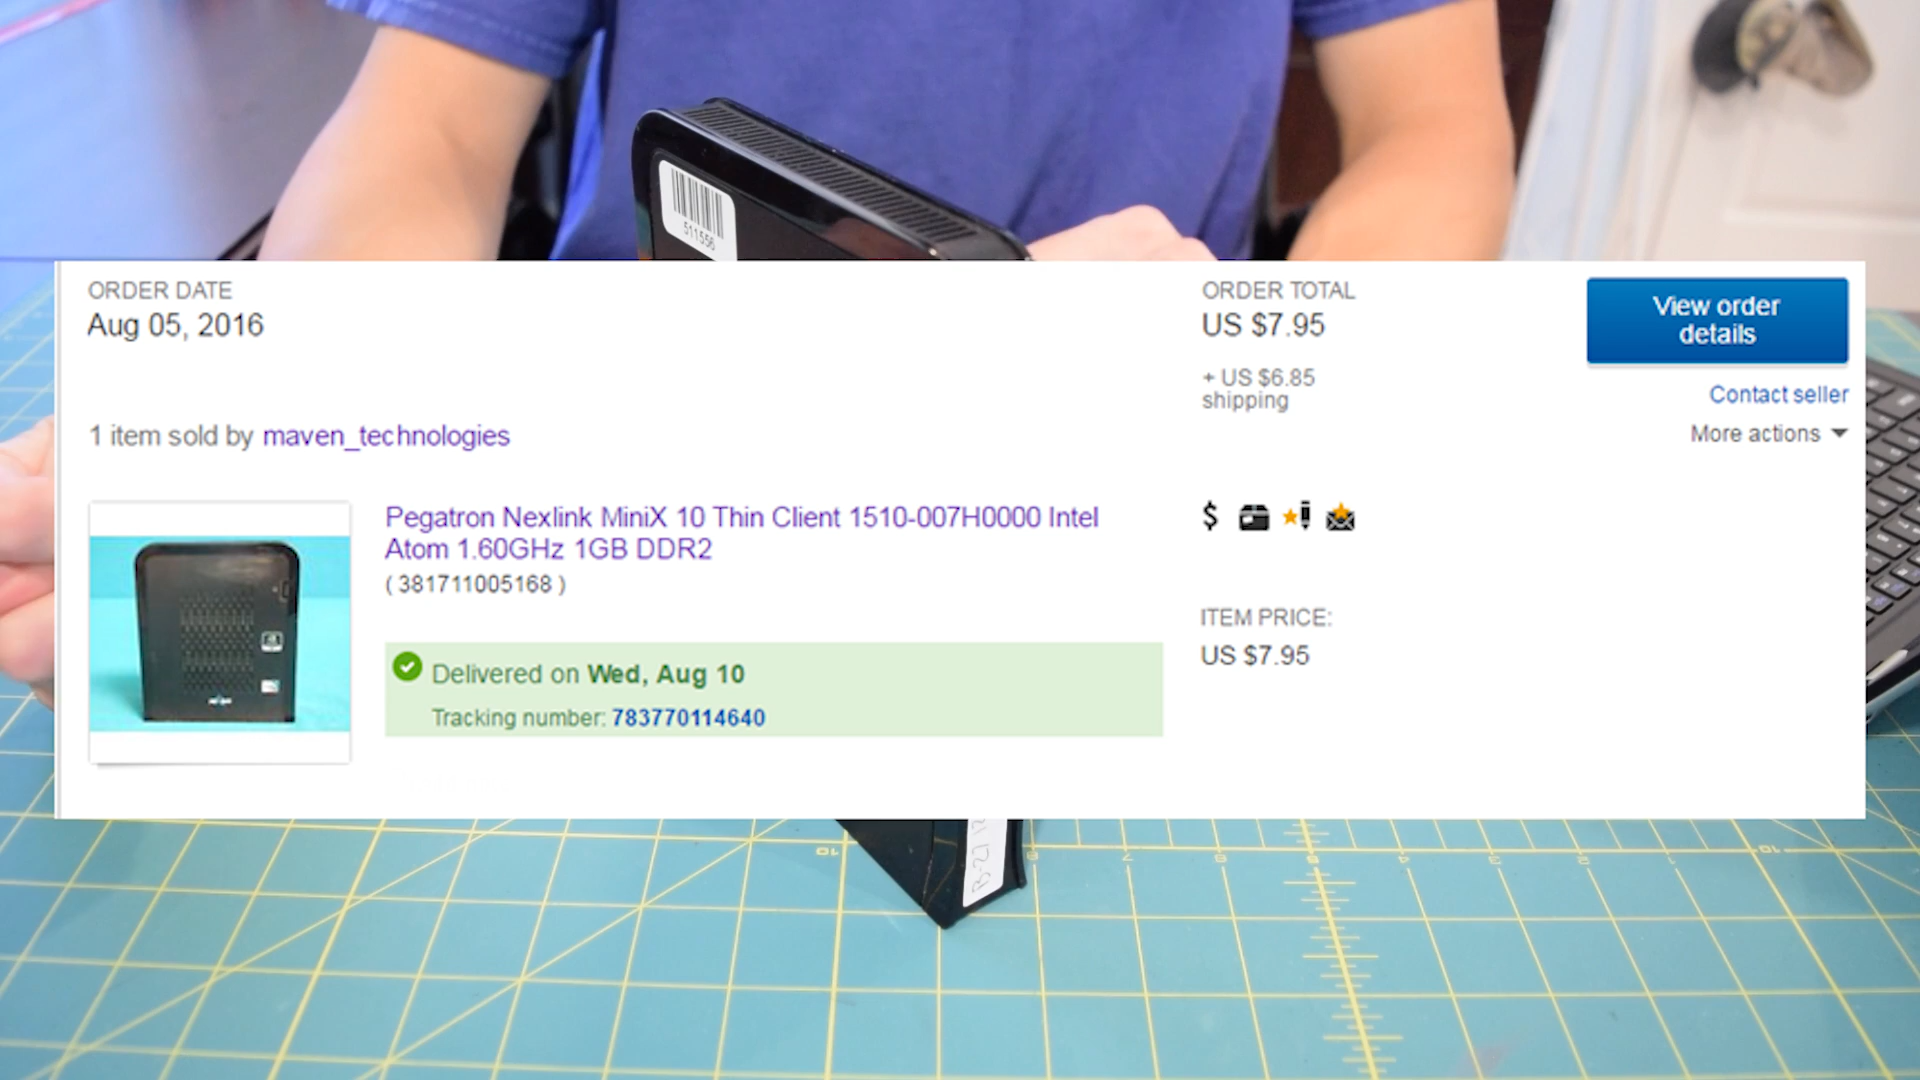 511556
ORDER DATE
Aug 05, 2016
ORDER TOTAL
US $7.95
+ US $6.85
shipping
View order
details
Contact seller
More actions
1 item sold by maven_technologies
Pegatron Nexlink MiniX 10 Thin Client 1510-007H0000 Intel
Atom 1.60GHz 1GB DDR2
( 381711005168 )
$
Delivered on Wed, Aug 10
Tracking number: 783770114640
ITEM PRICE:
US $7.95